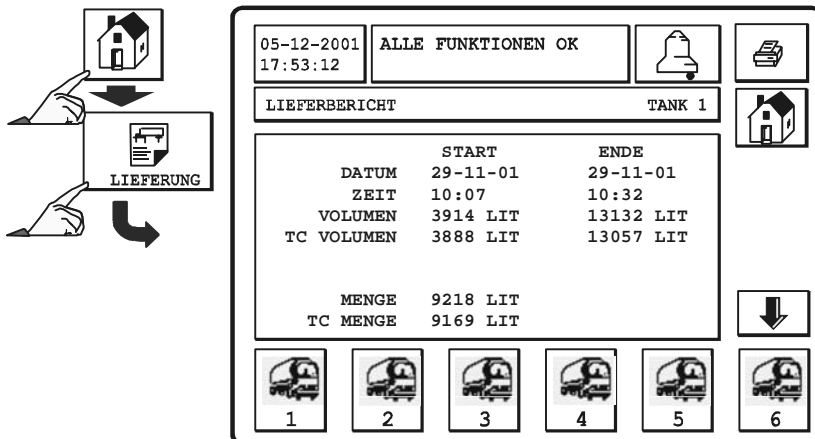 LIEFERUNG
05-12-2001
17:53:12
ALLE FUNKTIONEN OK
LIEFERBERICHT TANK 1
START ENDE
DATUM 29-11-01 29-11-01
ZEIT 10:07 10:32
VOLUMEN 3914 LIT 13132 LIT
TC VOLUMEN 3888 LIT 13057 LIT
MENGE 9218 LIT
TC MENGE 9169 LIT
1 2 3 4 5 6